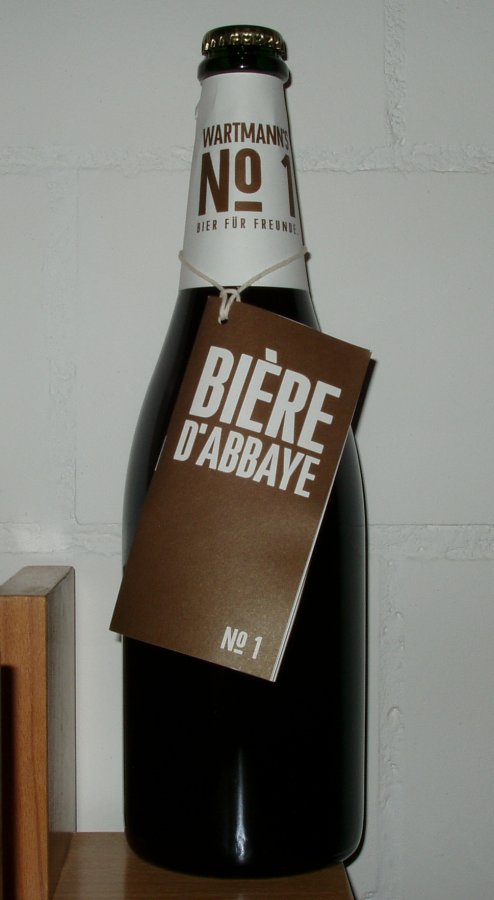 WARTMANN'S
No 1
BIER FÜR FREUNDE
BIÈRE
D'ABBAYE
No 1